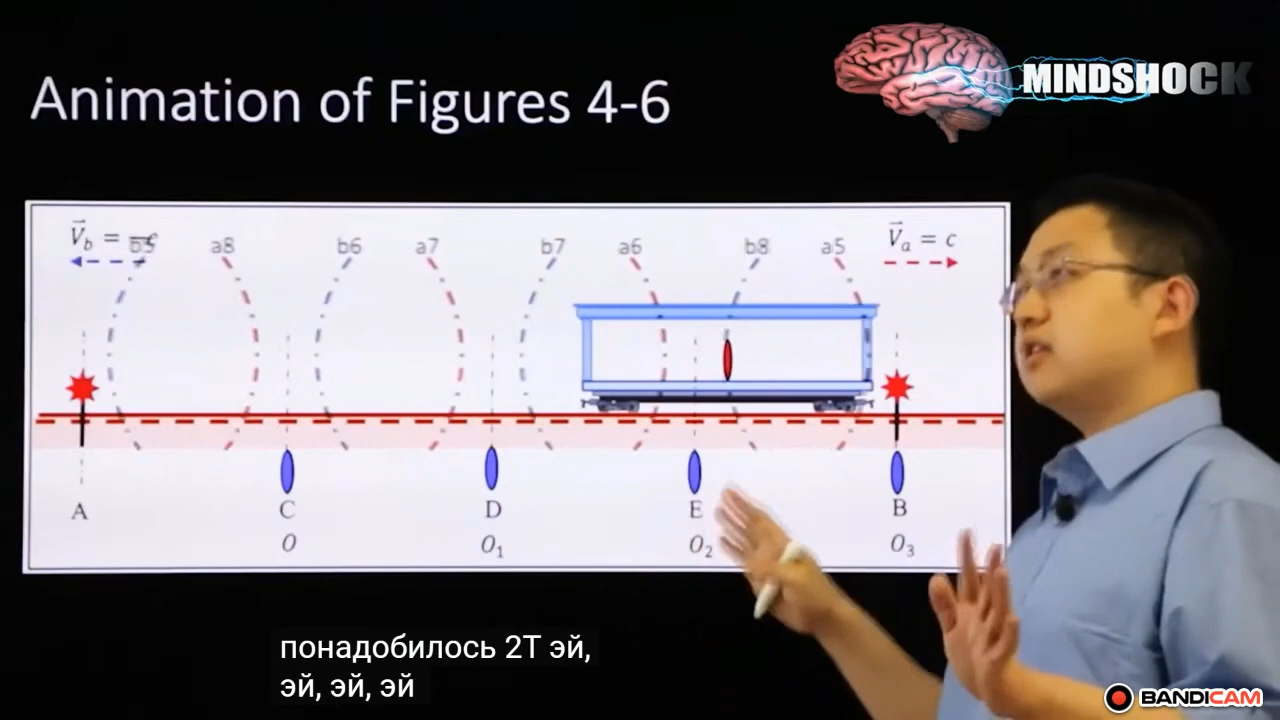 Animation of Figures 4-6
MINDSHOCK
V⃗b = −c b5 a8 b6 a7 b7 a6 b8 a5 V⃗a = c
A C D E B
O O₁ O₂ O₃
понадобилось 2Т эй,
эй, эй, эй
BANDICAM